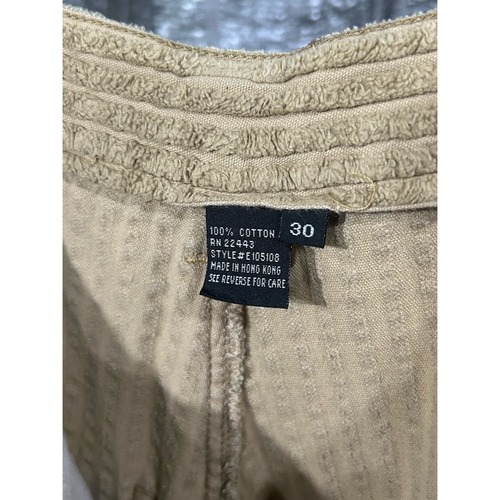 100% COTTON
30
RN 22443
STYLE#E105108
MADE IN HONG KONG
SEE REVERSE FOR CARE